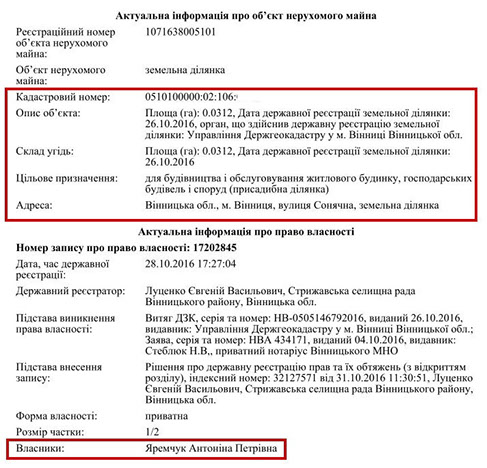 Актуальна інформація про об’єкт нерухомого майна
Реєстраційний номер
об’єкта нерухомого
майна:
1071638005101
Об’єкт нерухомого
майна:
земельна ділянка
Кадастровий номер:
0510100000:02:106:
Опис об’єкта:
Площа (га): 0.0312, Дата державної реєстрації земельної ділянки:
26.10.2016, орган, що здійснив державну реєстрацію земельної
ділянки: Управління Держгеокадастру у м. Вінниці Вінницької обл.
Склад угідь:
Площа (га): 0.0312, Дата державної реєстрації земельної ділянки:
26.10.2016
Цільове призначення:
для будівництва і обслуговування житлового будинку, господарських
будівель і споруд (присадибна ділянка)
Адреса:
Вінницька обл., м. Вінниця, вулиця Сонячна, земельна ділянка
Актуальна інформація про право власності
Номер запису про право власності: 17202845
Дата, час державної
реєстрації:
28.10.2016 17:27:04
Державний реєстратор:
Луценко Євгеній Васильович, Стрижавська селищна рада
Вінницького району, Вінницька обл.
Підстава виникнення
права власності:
Витяг ДЗК, серія та номер: НВ-0505146792016, виданий 26.10.2016,
видавник: Управління Держгеокадастру у м. Вінниці Вінницької обл.;
Заява, серія та номер: НВА 434171, виданий 04.10.2016, видавник:
Стеблюк Н.В,, приватний нотаріус Вінницького МНО
Підстава внесення
запису:
Рішення про державну реєстрацію прав та їх обтяжень (з відкриттям
розділу), індексний номер: 32127571 від 31.10.2016 11:30:51, Луценко
Євгеній Васильович, Стрижавська селищна рада Вінницького району,
Вінницька обл.
Форма власності:
приватна
Розмір частки:
1/2
Власники:
Яремчук Антоніна Петрівна